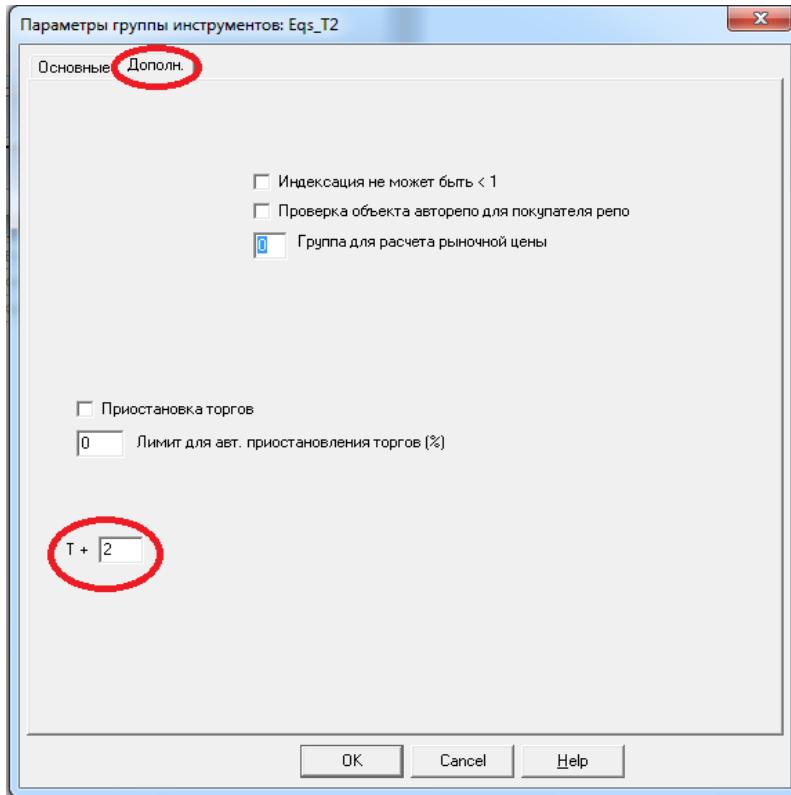 Параметры группы инструментов: Eqs_T2
Основные Дополн.
Индексация не может быть < 1
Проверка объекта авторепо для покупателя репо
0 Группа для расчета рыночной цены
Приостановка торгов
0 Лимит для авт. приостановления торгов (%)
T + 2
OK Cancel Help